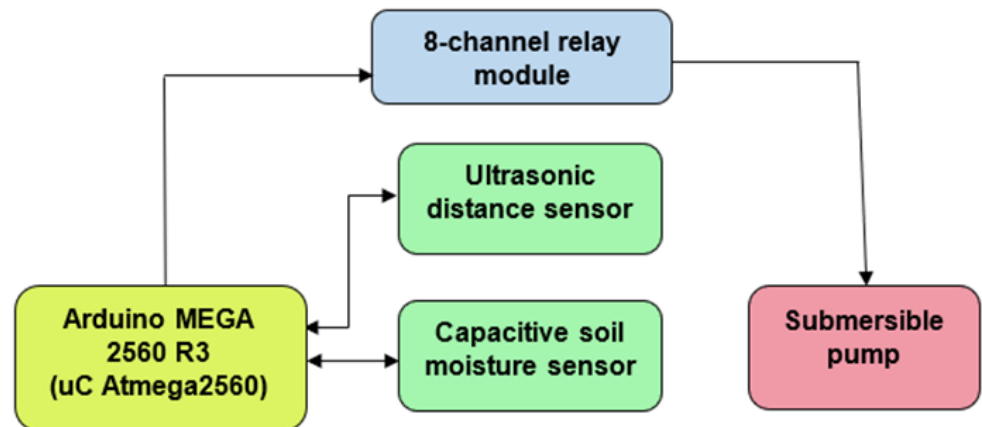 8-channel relay
module
Ultrasonic
distance sensor
Arduino MEGA
2560 R3
(uC Atmega2560)
Capacitive soil
moisture sensor
Submersible
pump